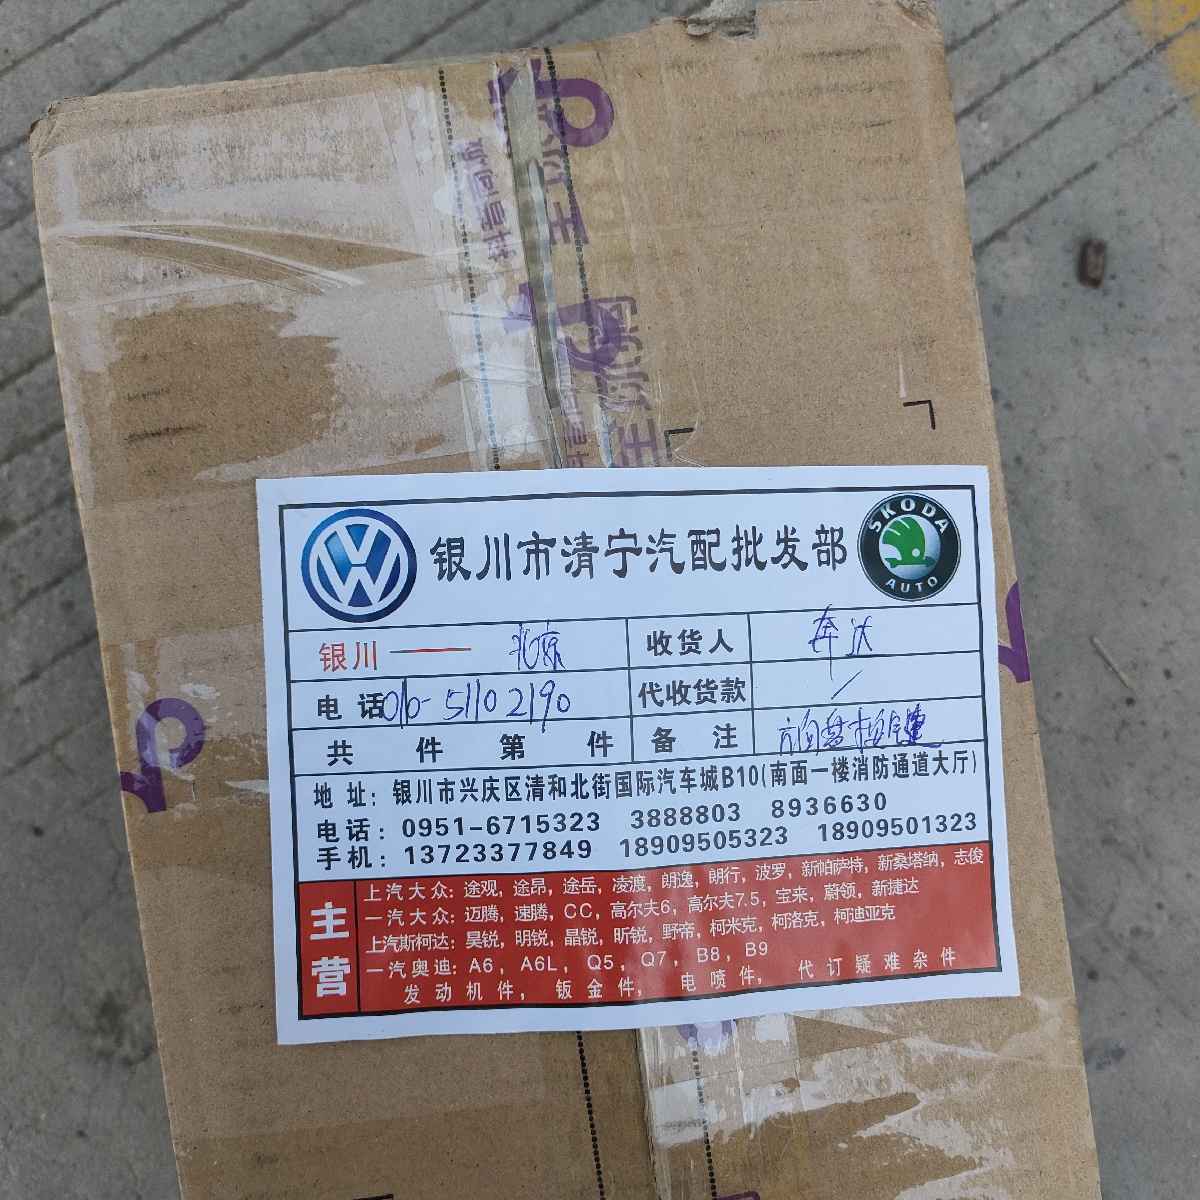 抖音同城
银川市清宁汽配批发部
SKODA
AUTO
银川 —— 北京 收货人 奔达
电话 010-51102190 代收货款 /
共 件 第 件 备注 方向盘
地址：银川市兴庆区清和北街国际汽车城B10(南面一楼消防通道大厅)
电话：0951-6715323 3888803 8936630
手机：13723377849 18909505323 18909501323
主营
上汽大众：途观，途昂，途岳，凌渡，朗逸，朗行，波罗，新帕萨特，新桑塔纳，志俊
一汽大众：迈腾，速腾，CC，高尔夫6，高尔夫7.5，宝来，蔚领，新捷达
上汽斯柯达：昊锐，明锐，晶锐，昕锐，野帝，柯米克，柯洛克，柯迪亚克
一汽奥迪：A6，A6L，Q5，Q7，B8，B9
发动机件，钣金件，电喷件，代订疑难杂件